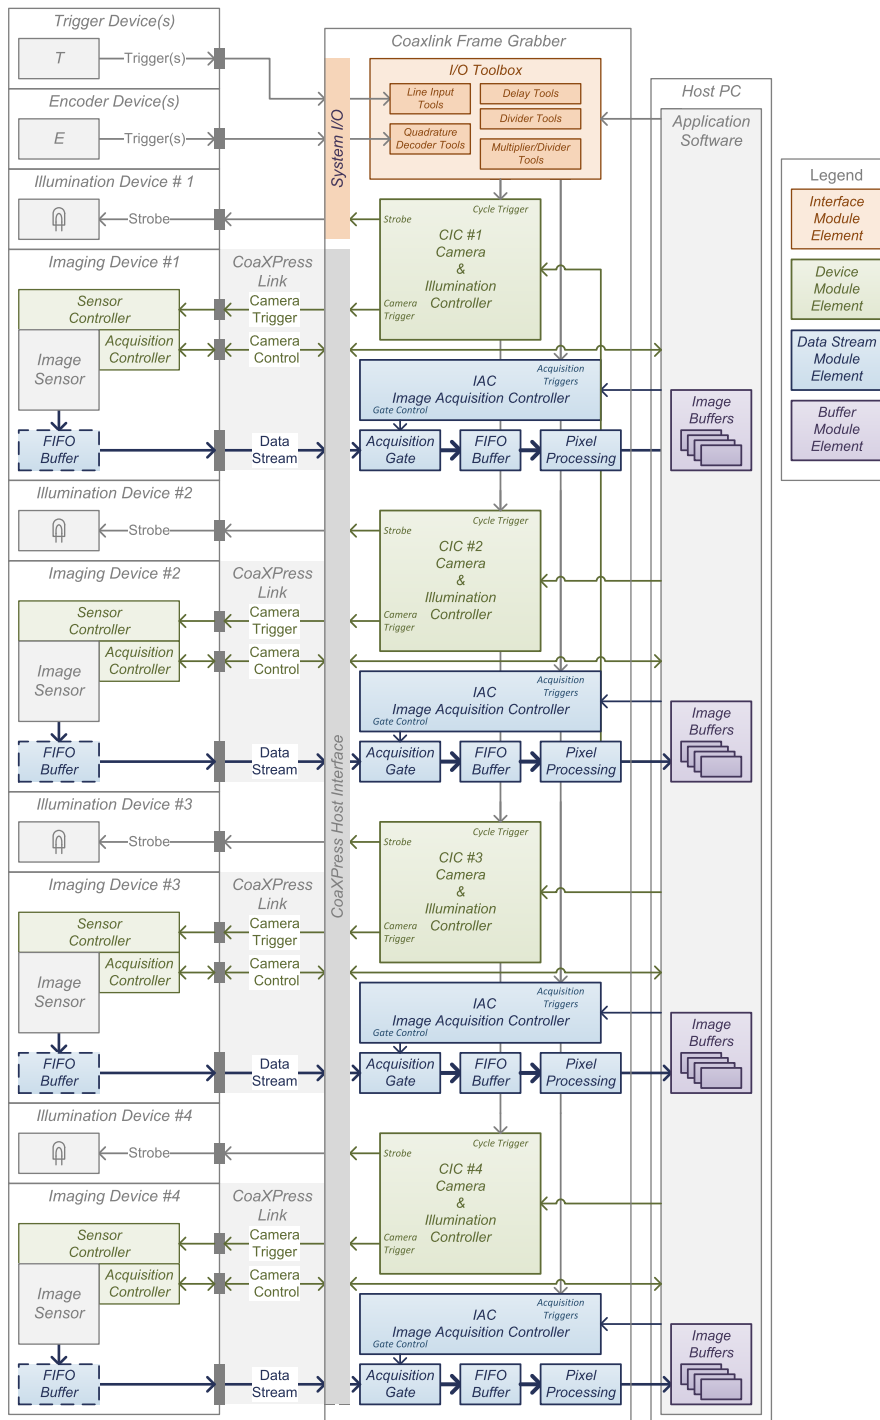 Trigger Device(s)
T
Trigger(s)
Encoder Device(s)
E
Trigger(s)
Coaxlink Frame Grabber
System I/O
I/O Toolbox
Line Input
Tools
Delay Tools
Divider Tools
Quadrature
Decoder Tools
Multiplier/Divider
Tools
Host PC
Application
Software
Legend
Interface
Module
Element
Device
Module
Element
Data Stream
Module
Element
Buffer
Module
Element
CoaXPress Host Interface
Illumination Device # 1
Strobe
Strobe
Cycle Trigger
CIC #1
Camera
&
Illumination
Controller
Camera
Trigger
Imaging Device #1
CoaXPress
Link
Sensor
Controller
Camera
Trigger
Acquisition
Controller
Camera
Control
Image
Sensor
IAC
Image Acquisition Controller
Acquisition
Triggers
Gate Control
FIFO
Buffer
Data
Stream
Acquisition
Gate
FIFO
Buffer
Pixel
Processing
Image
Buffers
Illumination Device #2
Strobe
Strobe
Cycle Trigger
CIC #2
Camera
&
Illumination
Controller
Camera
Trigger
Imaging Device #2
CoaXPress
Link
Sensor
Controller
Camera
Trigger
Acquisition
Controller
Camera
Control
Image
Sensor
IAC
Image Acquisition Controller
Acquisition
Triggers
Gate Control
FIFO
Buffer
Data
Stream
Acquisition
Gate
FIFO
Buffer
Pixel
Processing
Image
Buffers
Illumination Device #3
Strobe
Strobe
Cycle Trigger
CIC #3
Camera
&
Illumination
Controller
Camera
Trigger
Imaging Device #3
CoaXPress
Link
Sensor
Controller
Camera
Trigger
Acquisition
Controller
Camera
Control
Image
Sensor
IAC
Image Acquisition Controller
Acquisition
Triggers
Gate Control
FIFO
Buffer
Data
Stream
Acquisition
Gate
FIFO
Buffer
Pixel
Processing
Image
Buffers
Illumination Device #4
Strobe
Strobe
Cycle Trigger
CIC #4
Camera
&
Illumination
Controller
Camera
Trigger
Imaging Device #4
CoaXPress
Link
Sensor
Controller
Camera
Trigger
Acquisition
Controller
Camera
Control
Image
Sensor
IAC
Image Acquisition Controller
Acquisition
Triggers
Gate Control
FIFO
Buffer
Data
Stream
Acquisition
Gate
FIFO
Buffer
Pixel
Processing
Image
Buffers